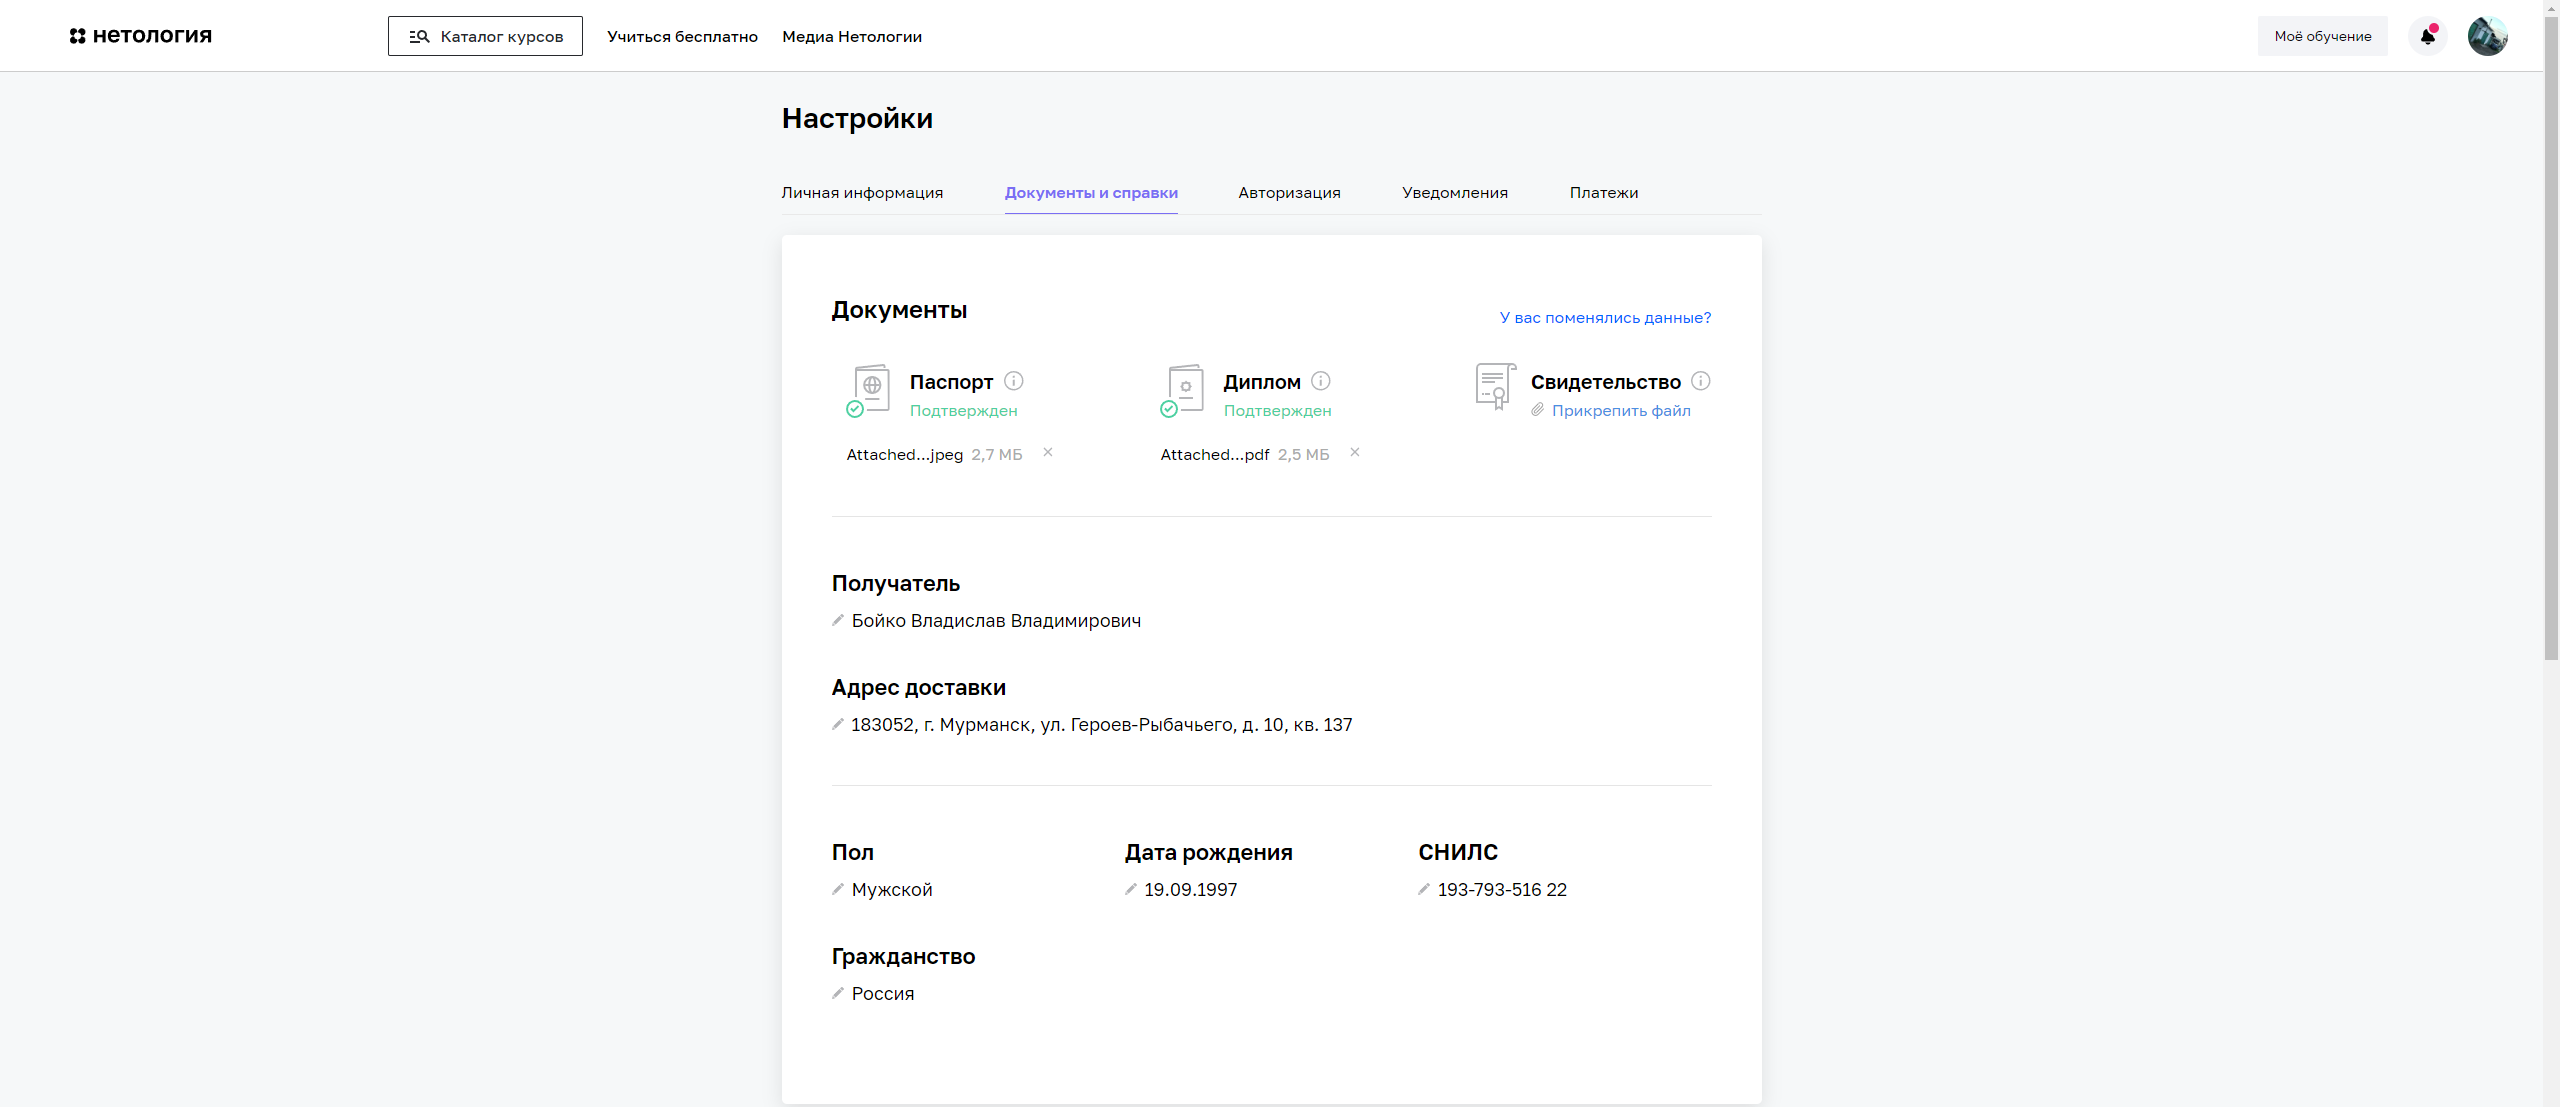 нетология
Каталог курсов
Учиться бесплатно
Медиа Нетологии
Моё обучение
Настройки
Личная информация
Документы и справки
Авторизация
Уведомления
Платежи
Документы
У вас поменялись данные?
Паспорт
Подтвержден
Attached...jpeg 2,7 МБ
Диплом
Подтвержден
Attached...pdf 2,5 МБ
Свидетельство
Прикрепить файл
Получатель
Бойко Владислав Владимирович
Адрес доставки
183052, г. Мурманск, ул. Героев-Рыбачьего, д. 10, кв. 137
Пол
Мужской
Дата рождения
19.09.1997
СНИЛС
193-793-516 22
Гражданство
Россия